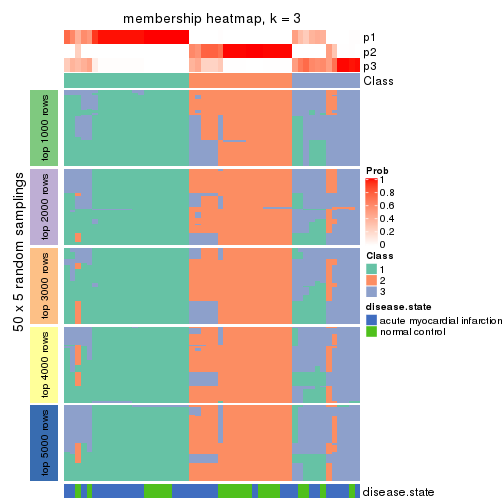 membership heatmap, k = 3
p1
p2
p3
Class
50 x 5 random samplings
top 1000 rows
top 2000 rows
top 3000 rows
top 4000 rows
top 5000 rows
Prob
1
0.8
0.6
0.4
0.2
0
Class
1
2
3
disease.state
acute myocardial infarction
normal control
disease.state